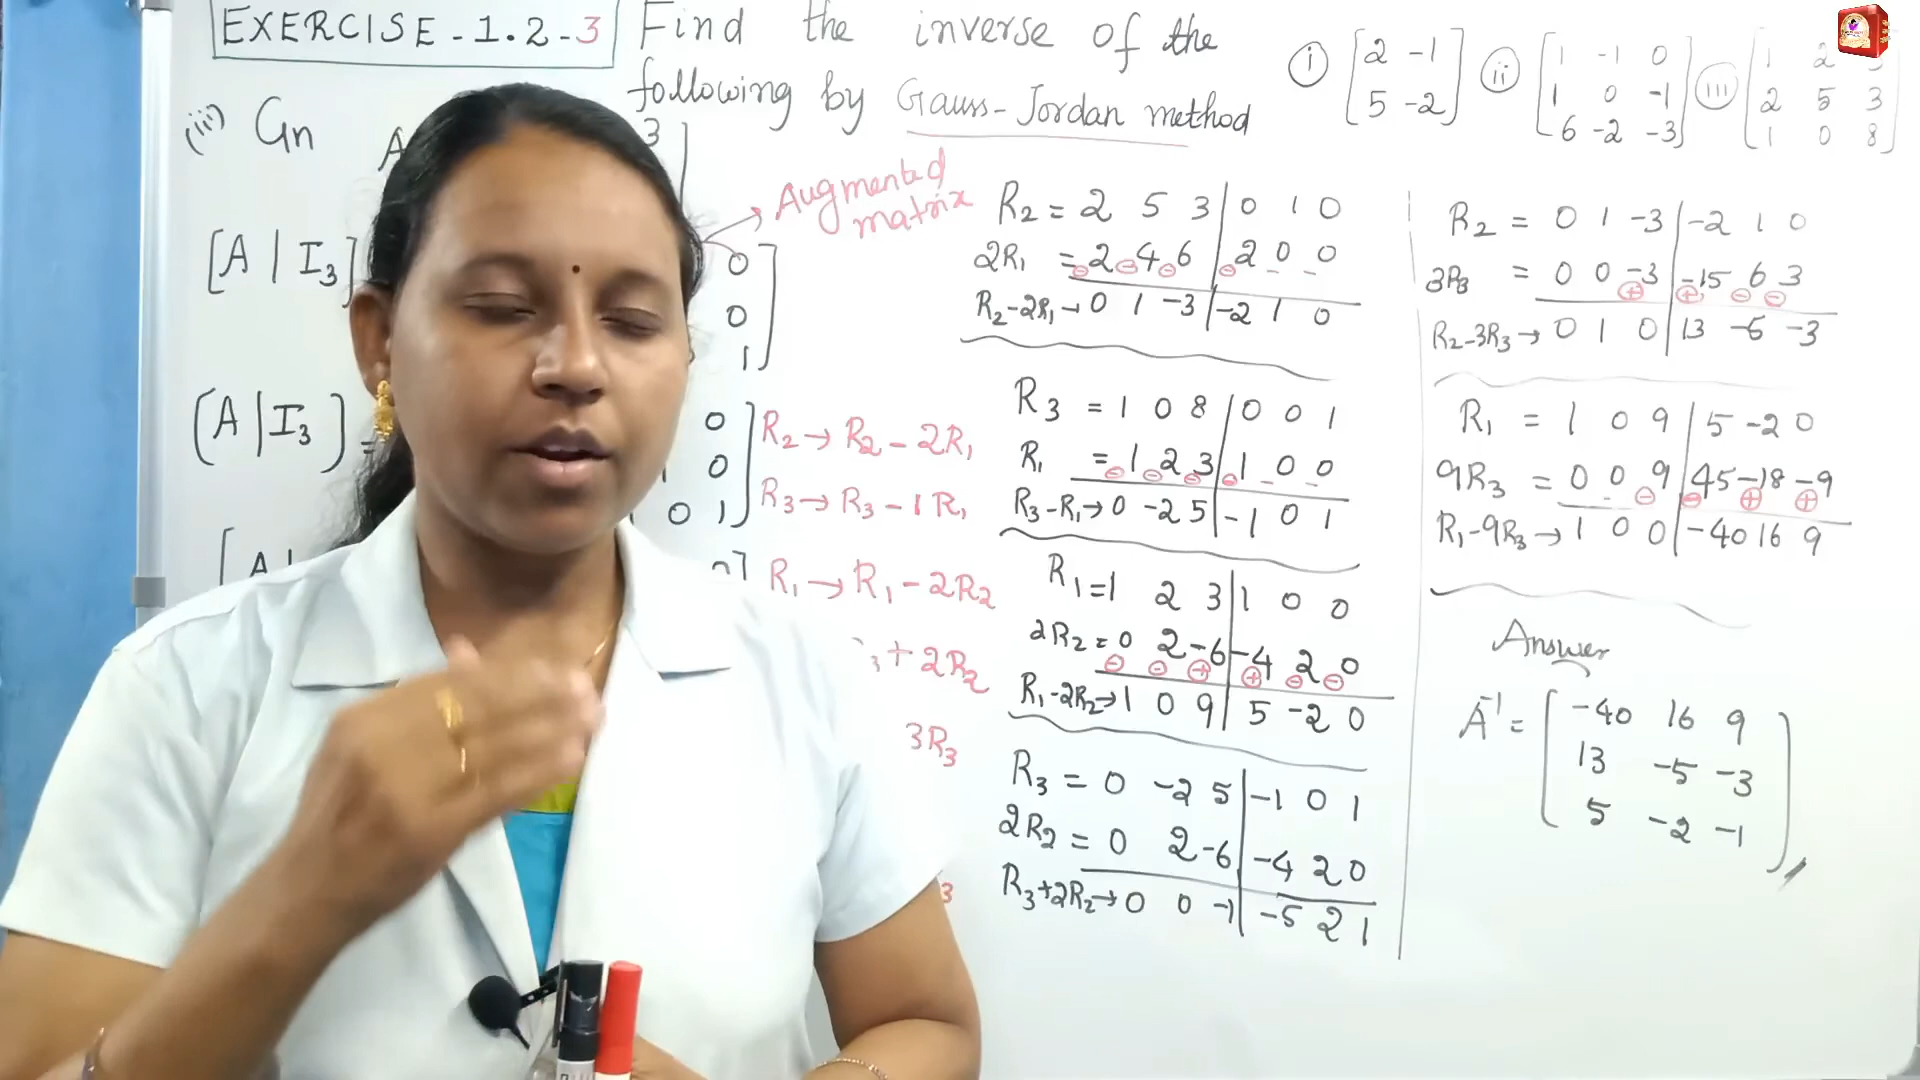 EXERCISE - 1.2-3
Find the inverse of the
following by Gauss-Jordan method
(i) [2 -1
5 -2]
(ii) [1 -1 0
1 0 -1
6 -2 -3]
(iii) [1 2
2 5 3
1 0 8]
(iii) Gn A 3
Augmented
matrix
[A | I3] 0
0
1
(A | I3) = 0
0
0 1
R2 → R2 - 2R1
R3 → R3 - 1R1
[A |
R1 → R1 - 2R2
+ 2R2
3R3
3
R2 = 2 5 3 | 0 1 0
2R1 = 2 4 6 | 2 0 0
R2-2R1 → 0 1 -3 | -2 1 0
R3 = 1 0 8 | 0 0 1
R1 = 1 2 3 | 1 0 0
R3-R1 → 0 -2 5 | -1 0 1
R1 = 1 2 3 | 1 0 0
2R2 = 0 2 -6 | -4 2 0
R1-2R2 → 1 0 9 | 5 -2 0
R3 = 0 -2 5 | -1 0 1
2R2 = 0 2 -6 | -4 2 0
R3+2R2 → 0 0 -1 | -5 2 1
R2 = 0 1 -3 | -2 1 0
3R3 = 0 0 -3 | -15 6 3
R2-3R3 → 0 1 0 | 13 -5 -3
R1 = 1 0 9 | 5 -2 0
9R3 = 0 0 9 | 45 -18 -9
R1-9R3 → 1 0 0 | -40 16 9
Answer
A⁻¹ = [-40 16 9
13 -5 -3
5 -2 -1]